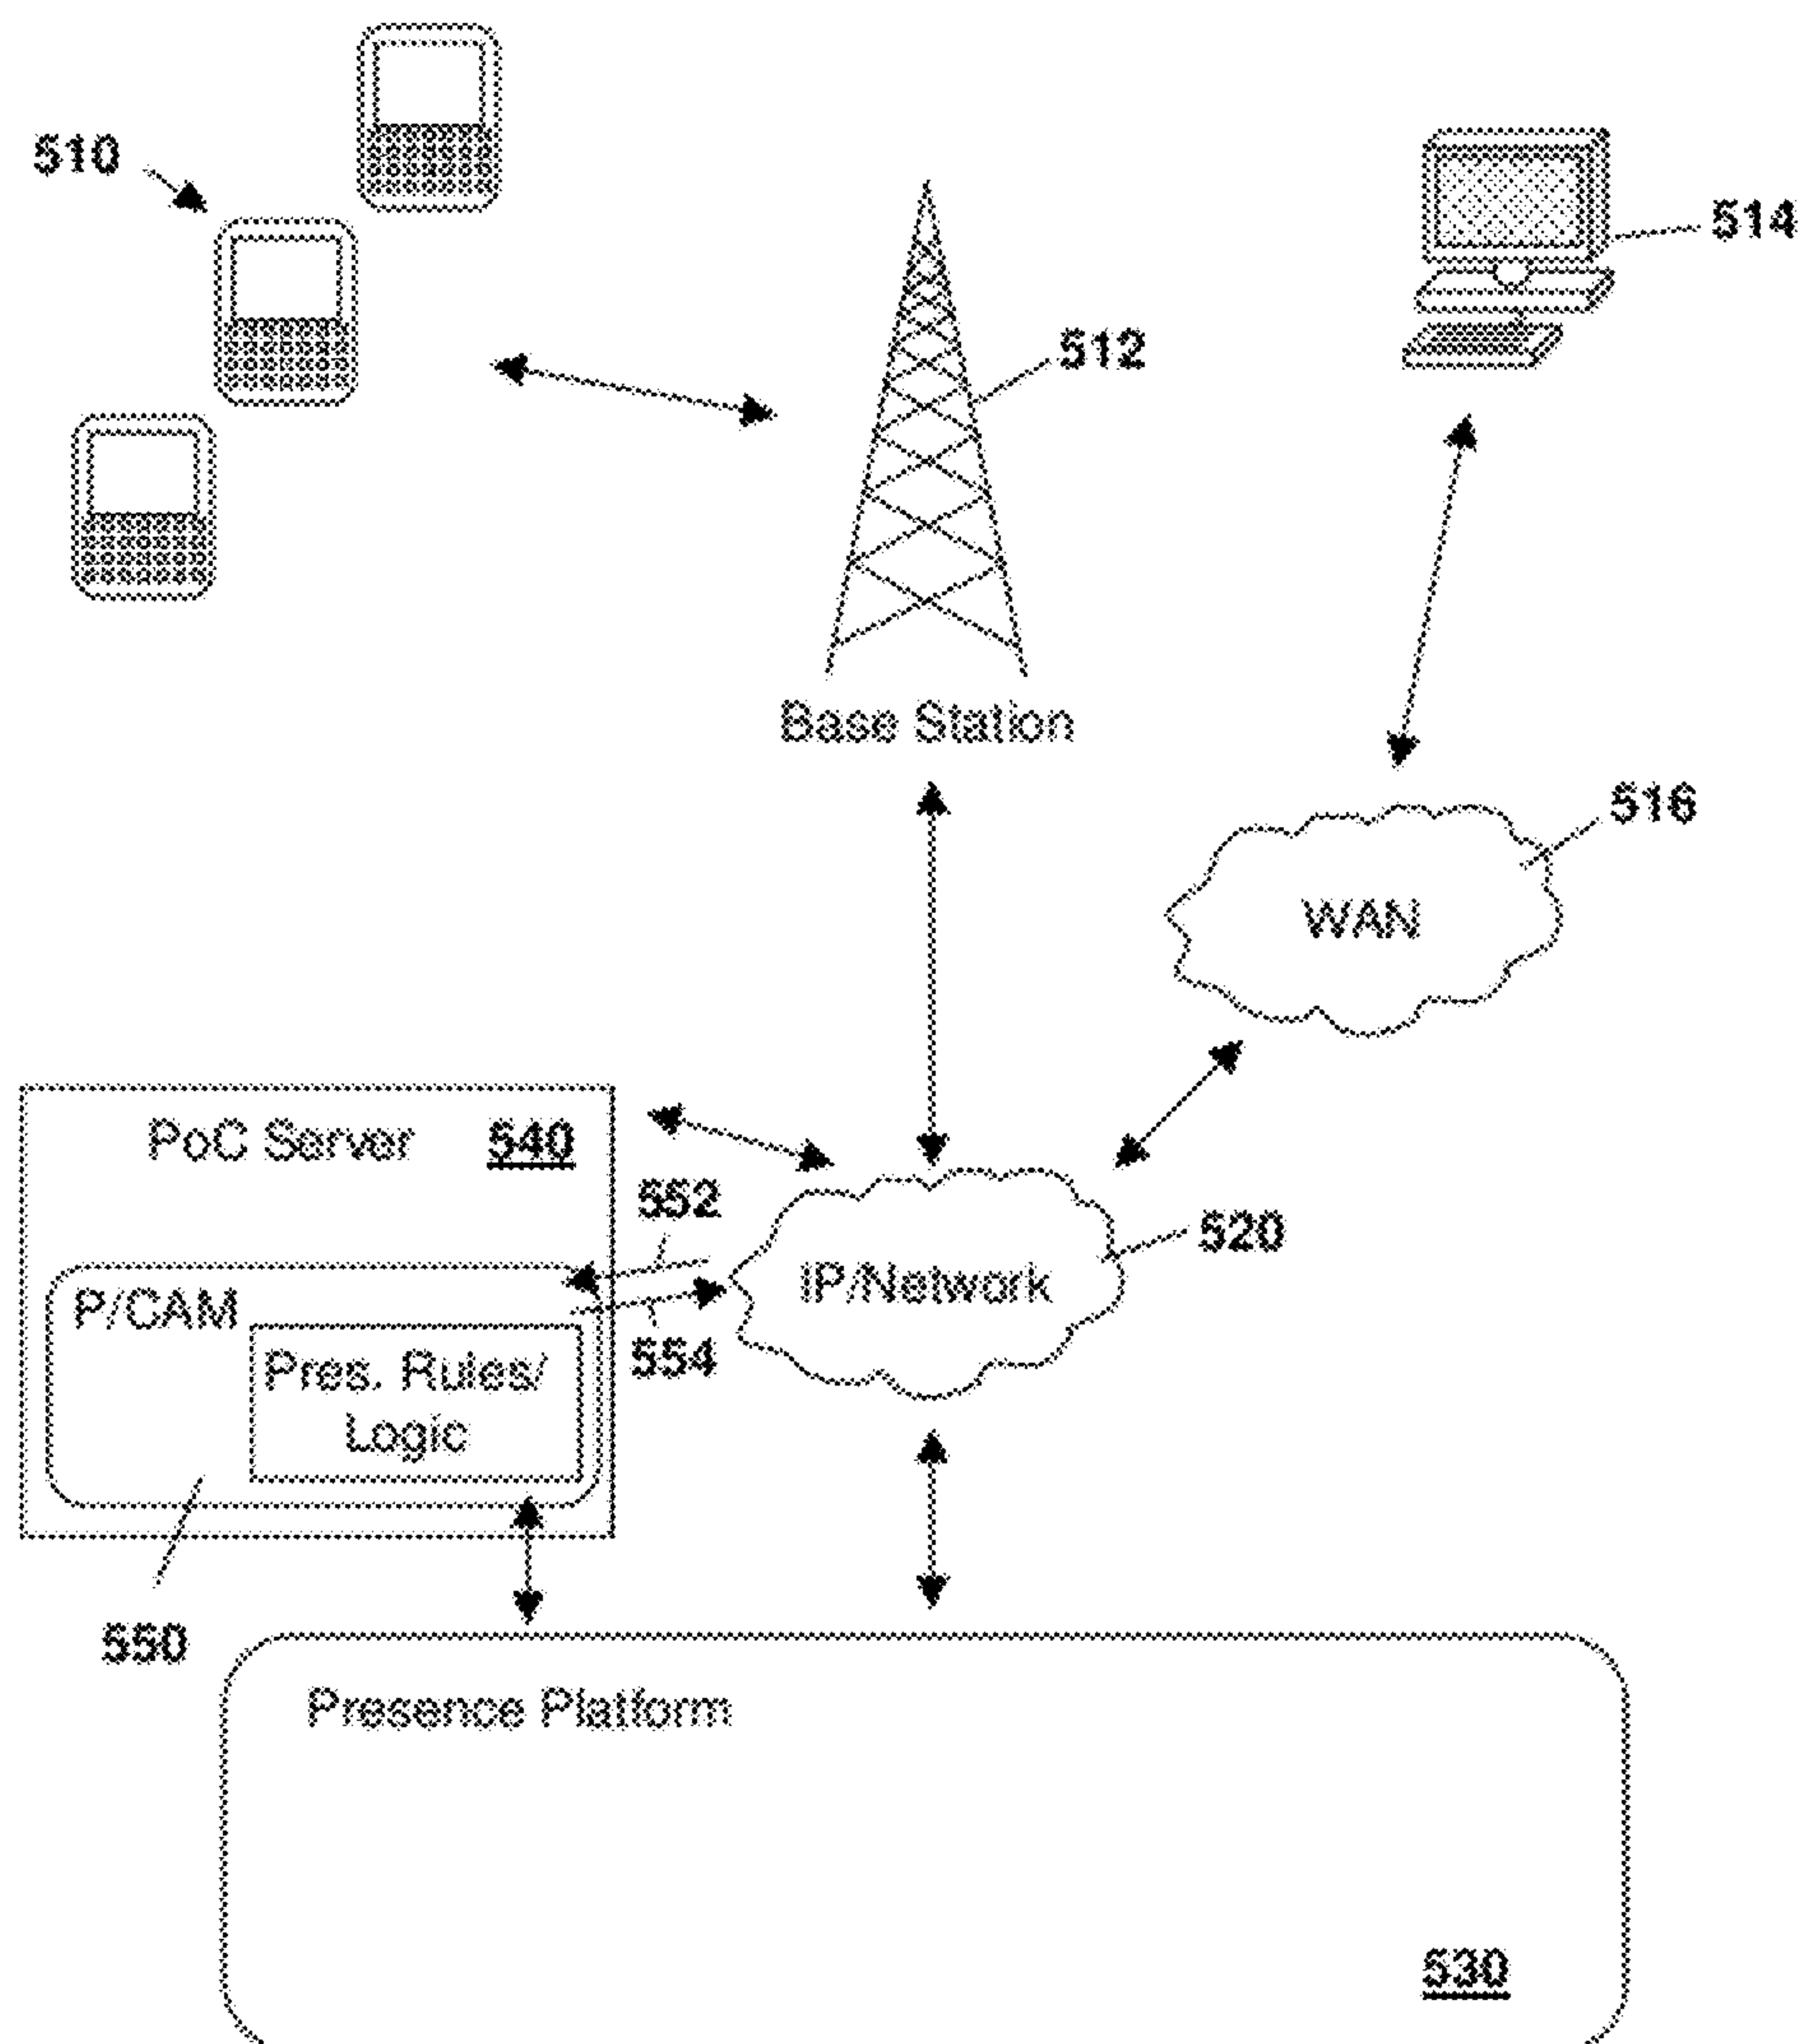 510
514
512
Base Station
516
WAN
PoC Server 540
552
520
IP/Network
P/CAM
554
Pres. Rules/
Logic
550
Presence Platform
530